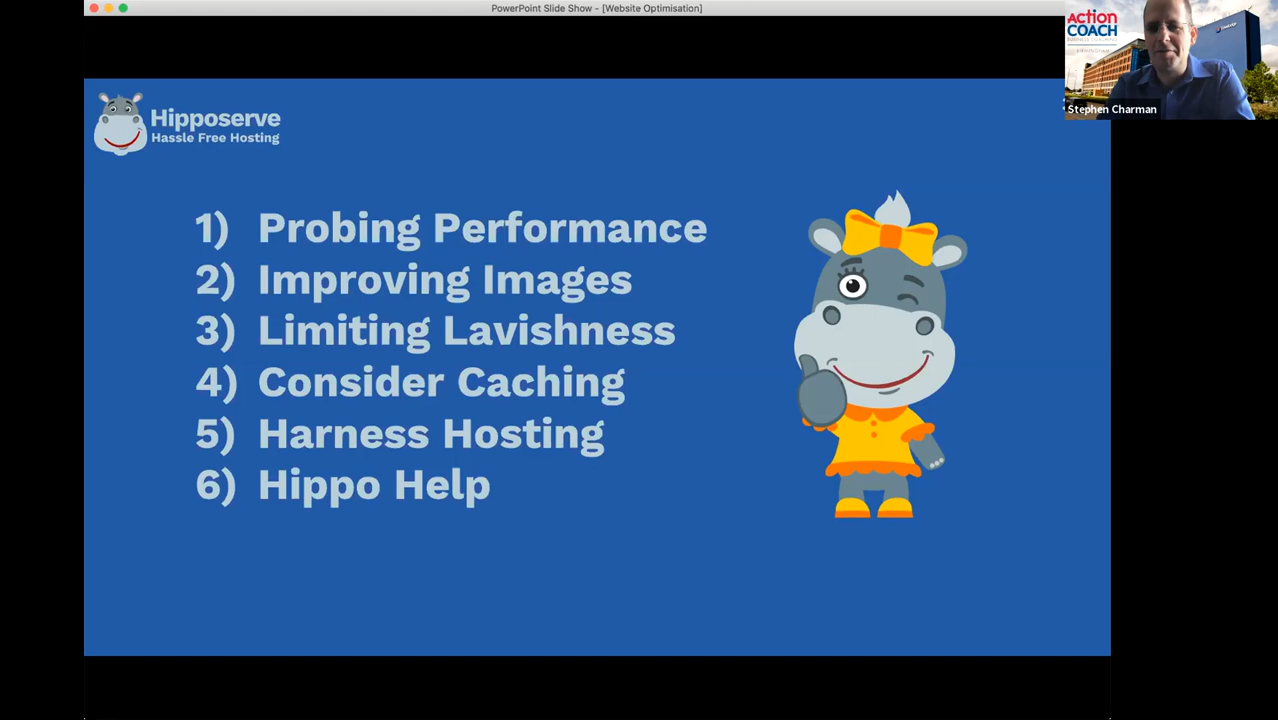 PowerPoint Slide Show - [Website Optimisation]
ACTION
COACH
Stephen Charman
Hipposerve
Hassle Free Hosting
1) Probing Performance
2) Improving Images
3) Limiting Lavishness
4) Consider Caching
5) Harness Hosting
6) Hippo Help